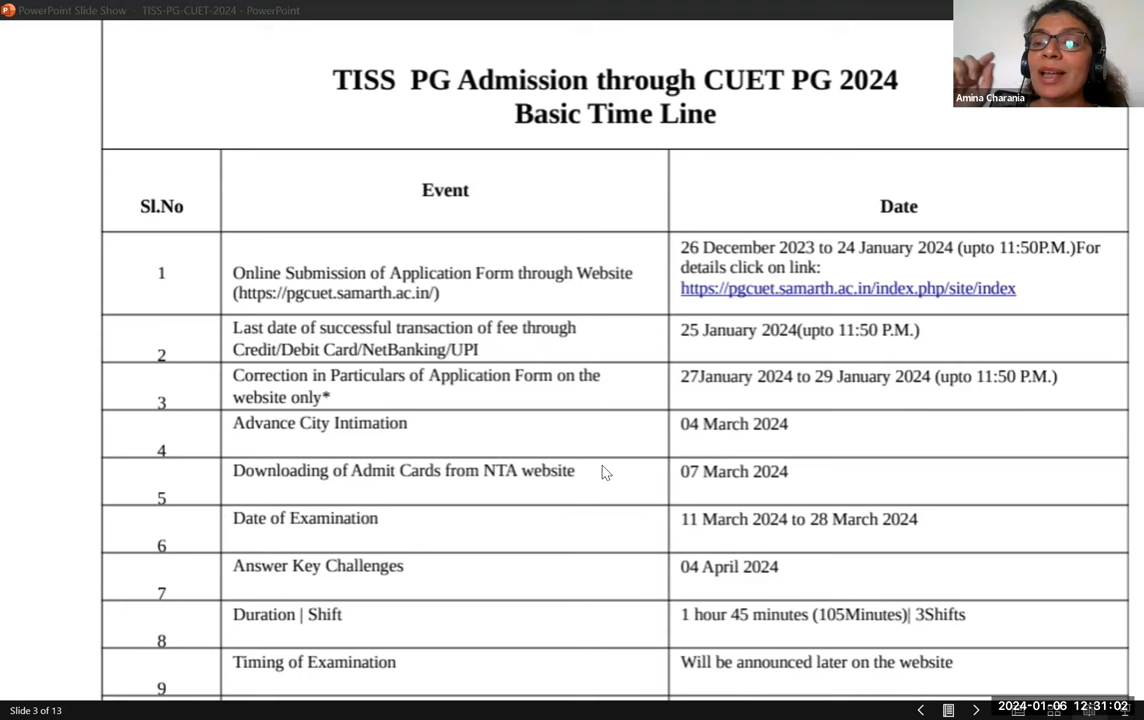 PowerPoint Slide Show - TISS-PG-CUET-2024 - PowerPoint
Amina Charania
TISS PG Admission through CUET PG 2024
Basic Time Line
Sl.No
Event
Date
1
Online Submission of Application Form through Website
(https://pgcuet.samarth.ac.in/)
26 December 2023 to 24 January 2024 (upto 11:50P.M.)For
details click on link:
https://pgcuet.samarth.ac.in/index.php/site/index
2
Last date of successful transaction of fee through
Credit/Debit Card/NetBanking/UPI
25 January 2024(upto 11:50 P.M.)
3
Correction in Particulars of Application Form on the
website only*
27January 2024 to 29 January 2024 (upto 11:50 P.M.)
4
Advance City Intimation
04 March 2024
5
Downloading of Admit Cards from NTA website
07 March 2024
6
Date of Examination
11 March 2024 to 28 March 2024
7
Answer Key Challenges
04 April 2024
8
Duration | Shift
1 hour 45 minutes (105Minutes)| 3Shifts
9
Timing of Examination
Will be announced later on the website
Slide 3 of 13
2024-01-06 12:31:02